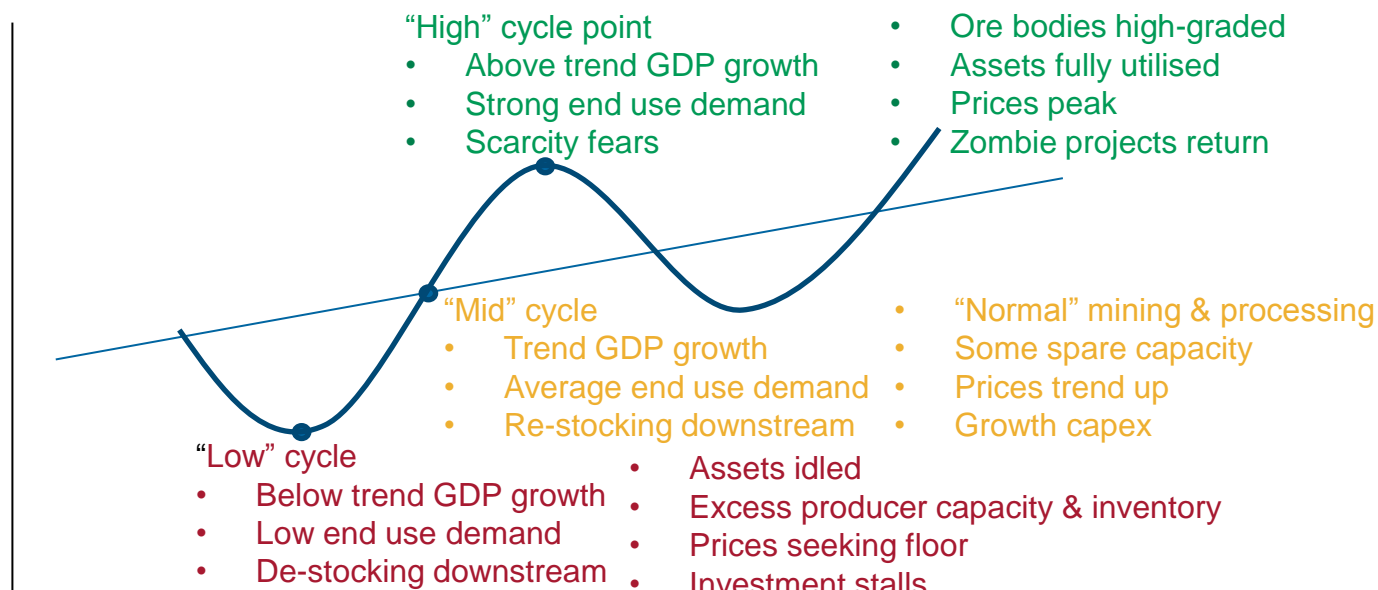 “High” cycle point
• Above trend GDP growth
• Strong end use demand
• Scarcity fears
• Ore bodies high-graded
• Assets fully utilised
• Prices peak
• Zombie projects return
“Mid” cycle
• Trend GDP growth
• Average end use demand
• Re-stocking downstream
• “Normal” mining & processing
• Some spare capacity
• Prices trend up
• Growth capex
“Low” cycle
• Below trend GDP growth
• Low end use demand
• De-stocking downstream
• Assets idled
• Excess producer capacity & inventory
• Prices seeking floor
• Investment stalls